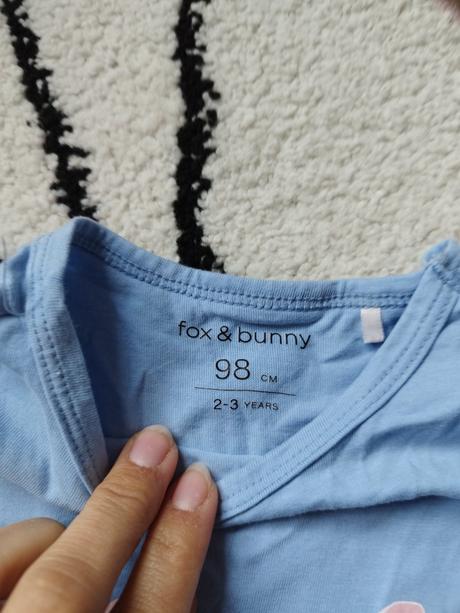 fox & bunny
98 CM
2-3 YEARS